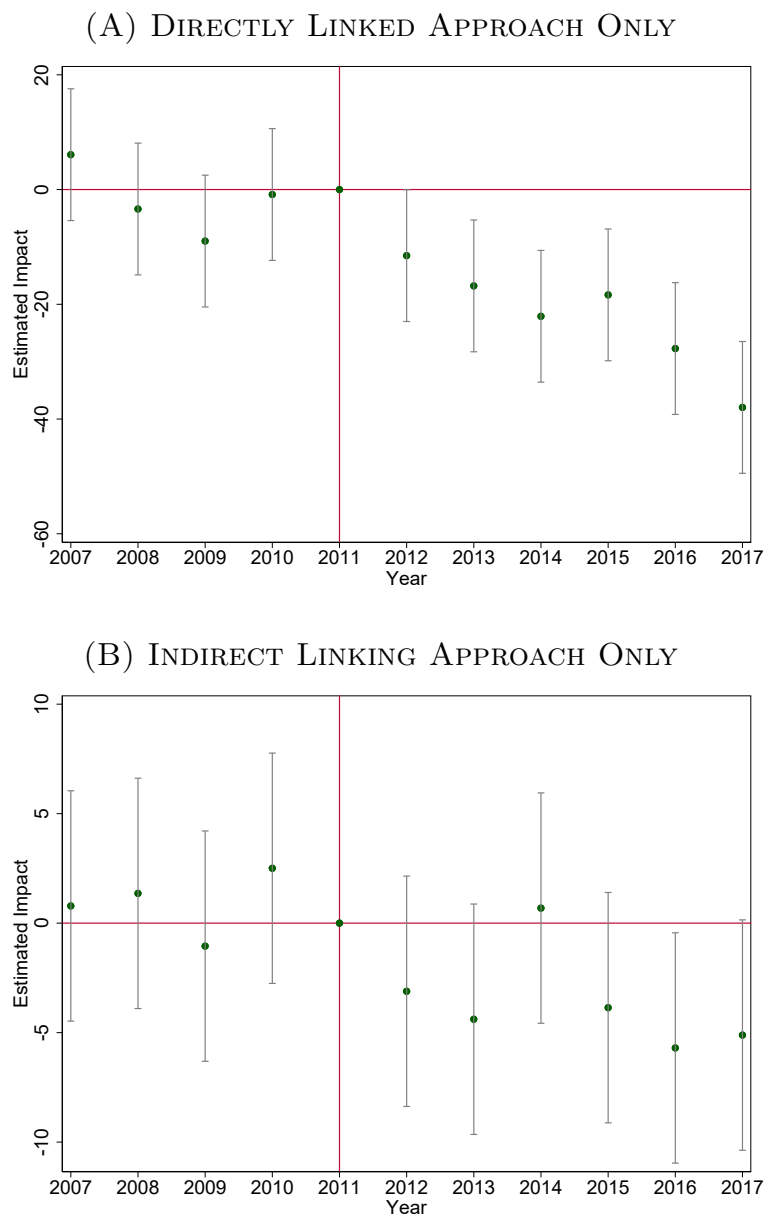 (A) DIRECTLY LINKED APPROACH ONLY
20
0
-20
-40
-60
Estimated Impact
2007 2008 2009 2010 2011 2012 2013 2014 2015 2016 2017
Year
(B) INDIRECT LINKING APPROACH ONLY
10
5
0
-5
-10
Estimated Impact
2007 2008 2009 2010 2011 2012 2013 2014 2015 2016 2017
Year